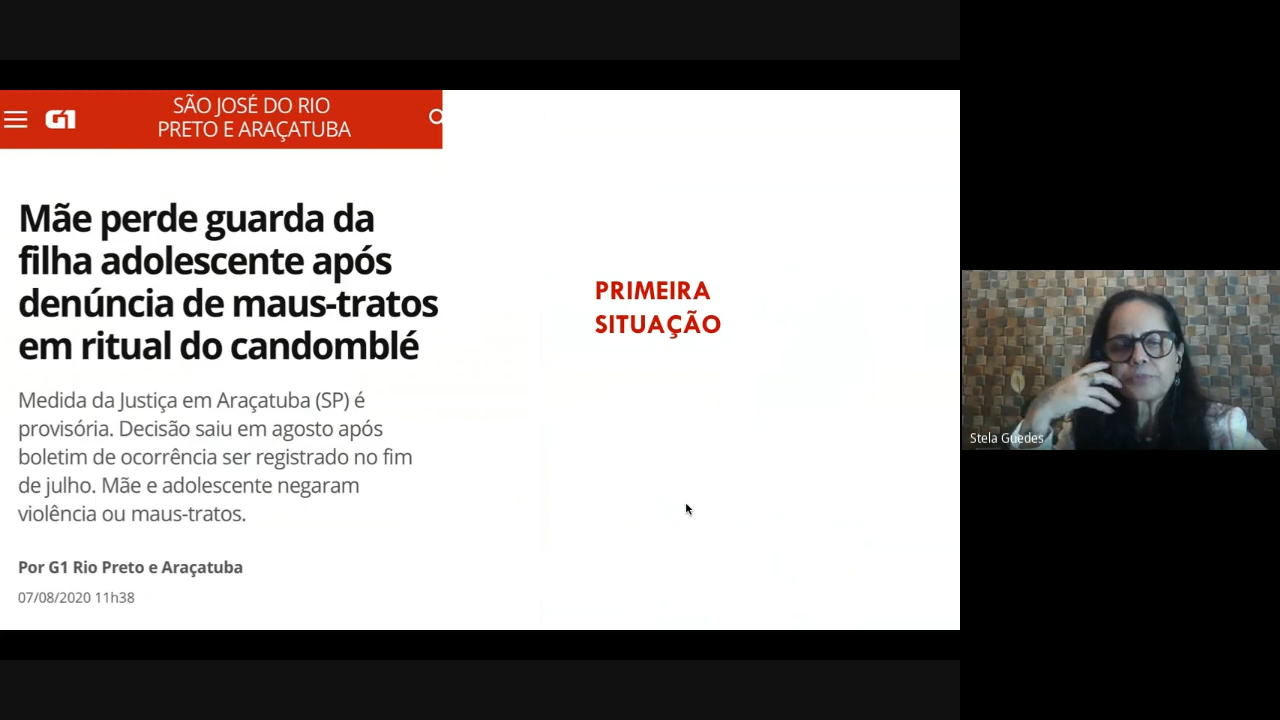 G1
SÃO JOSÉ DO RIO
PRETO E ARAÇATUBA
Mãe perde guarda da
filha adolescente após
denúncia de maus-tratos
em ritual do candomblé
Medida da Justiça em Araçatuba (SP) é
provisória. Decisão saiu em agosto após
boletim de ocorrência ser registrado no fim
de julho. Mãe e adolescente negaram
violência ou maus-tratos.
Por G1 Rio Preto e Araçatuba
07/08/2020 11h38
PRIMEIRA
SITUAÇÃO
Stela Guedes